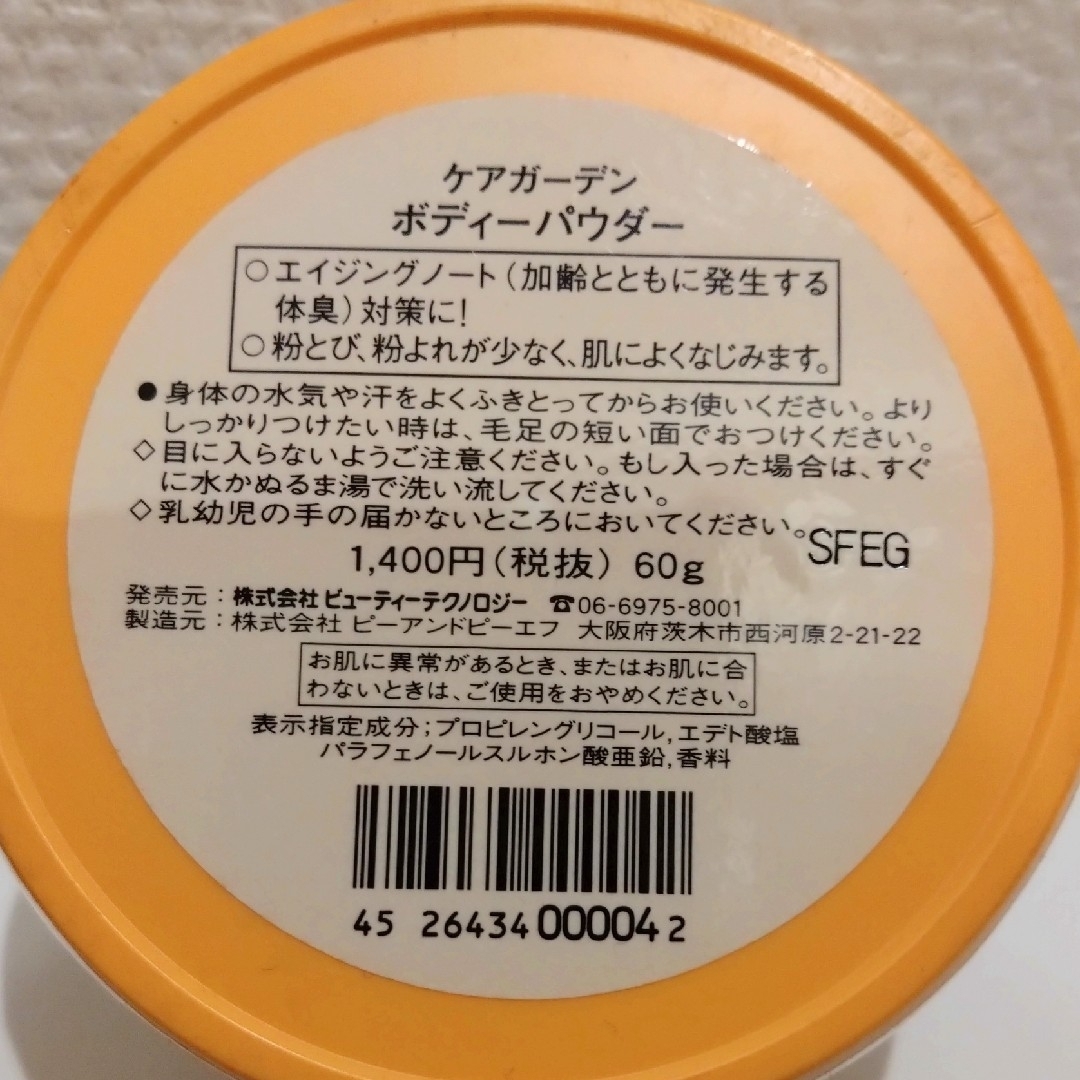 ケアガーデン
ボディーパウダー
○エイジングノート(加齢とともに発生する
体臭)対策に!
○粉とび、粉よれが少なく、肌によくなじみます。
●身体の水気や汗をよくふきとってからお使いください。より
しっかりつけたい時は、毛足の短い面でおつけください。
◇目に入らないようご注意ください。もし入った場合は、すぐ
に水かぬるま湯で洗い流してください。
◇乳幼児の手の届かないところにおいてください。
SFEG
1,400円(税抜) 60g
発売元:株式会社 ビューティーテクノロジー ☎06-6975-8001
製造元:株式会社 ピーアンドピーエフ 大阪府茨木市西河原2-21-22
お肌に異常があるとき、またはお肌に合
わないときは、ご使用をおやめください。
表示指定成分;プロピレングリコール,エデト酸塩
パラフェノールスルホン酸亜鉛,香料
45 26434 00004 2